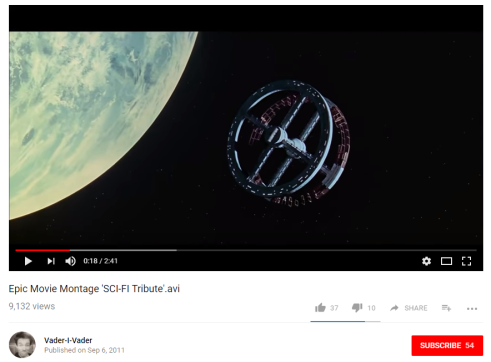 0:18 / 2:41
Epic Movie Montage 'SCI-FI Tribute'.avi
9,132 views
37
10
SHARE
Vader-I-Vader
Published on Sep 6, 2011
SUBSCRIBE 54